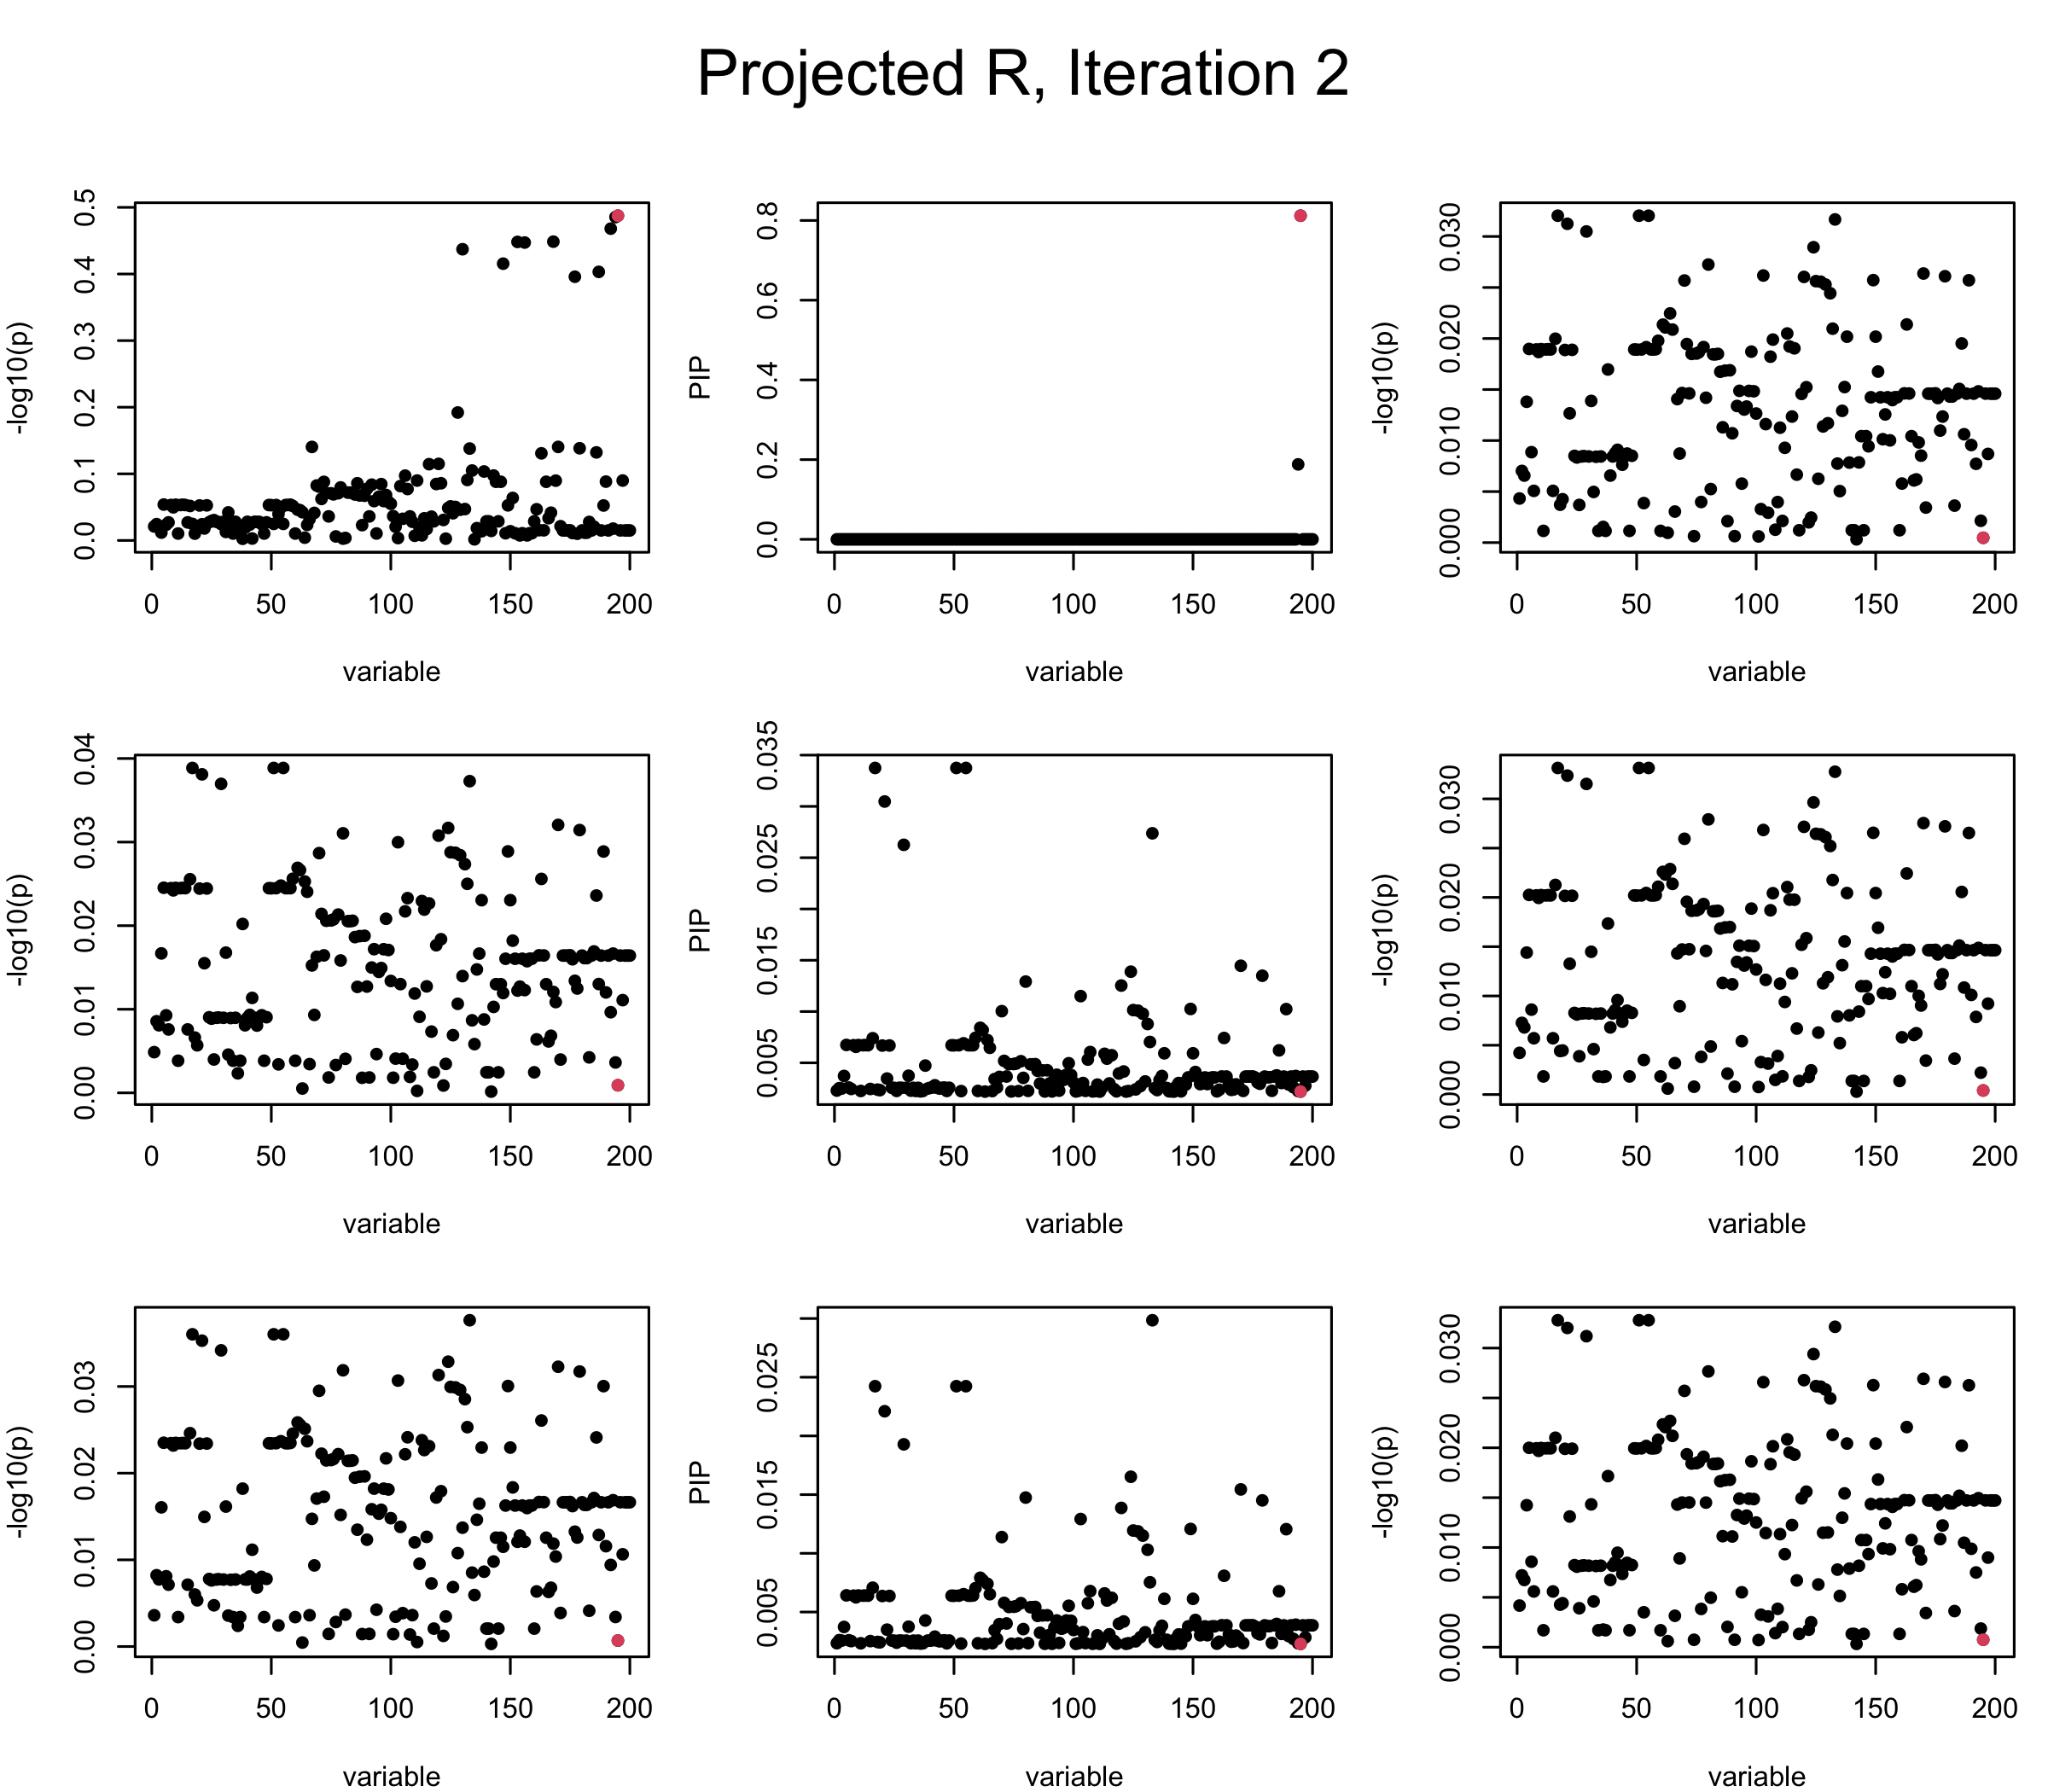 Projected R, Iteration 2
-log10(p)
0.0 0.1 0.2 0.3 0.4 0.5
0 50 100 150 200
variable
PIP
0.0 0.2 0.4 0.6 0.8
0 50 100 150 200
variable
-log10(p)
0.000 0.010 0.020 0.030
0 50 100 150 200
variable
-log10(p)
0.00 0.01 0.02 0.03 0.04
0 50 100 150 200
variable
PIP
0.005 0.015 0.025 0.035
0 50 100 150 200
variable
-log10(p)
0.000 0.010 0.020 0.030
0 50 100 150 200
variable
-log10(p)
0.00 0.01 0.02 0.03
0 50 100 150 200
variable
PIP
0.005 0.015 0.025
0 50 100 150 200
variable
-log10(p)
0.000 0.010 0.020 0.030
0 50 100 150 200
variable